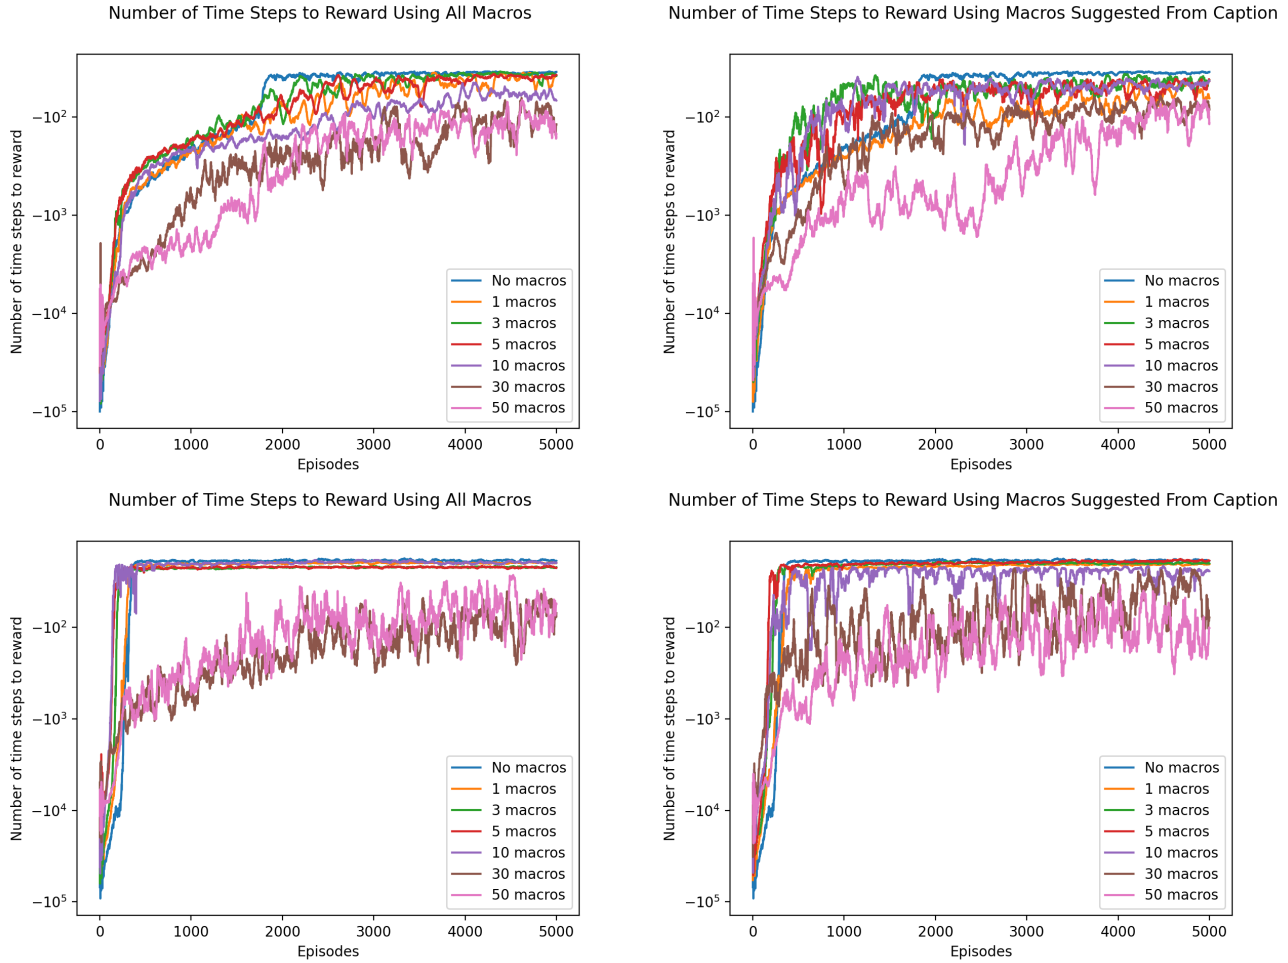 Number of Time Steps to Reward Using All Macros
Number of time steps to reward
−10²
−10³
−10⁴
−10⁵
0 1000 2000 3000 4000 5000
Episodes
No macros
1 macros
3 macros
5 macros
10 macros
30 macros
50 macros
Number of Time Steps to Reward Using Macros Suggested From Caption
Number of time steps to reward
−10²
−10³
−10⁴
−10⁵
0 1000 2000 3000 4000 5000
Episodes
No macros
1 macros
3 macros
5 macros
10 macros
30 macros
50 macros
Number of Time Steps to Reward Using All Macros
Number of time steps to reward
−10²
−10³
−10⁴
−10⁵
0 1000 2000 3000 4000 5000
Episodes
No macros
1 macros
3 macros
5 macros
10 macros
30 macros
50 macros
Number of Time Steps to Reward Using Macros Suggested From Caption
Number of time steps to reward
−10²
−10³
−10⁴
−10⁵
0 1000 2000 3000 4000 5000
Episodes
No macros
1 macros
3 macros
5 macros
10 macros
30 macros
50 macros